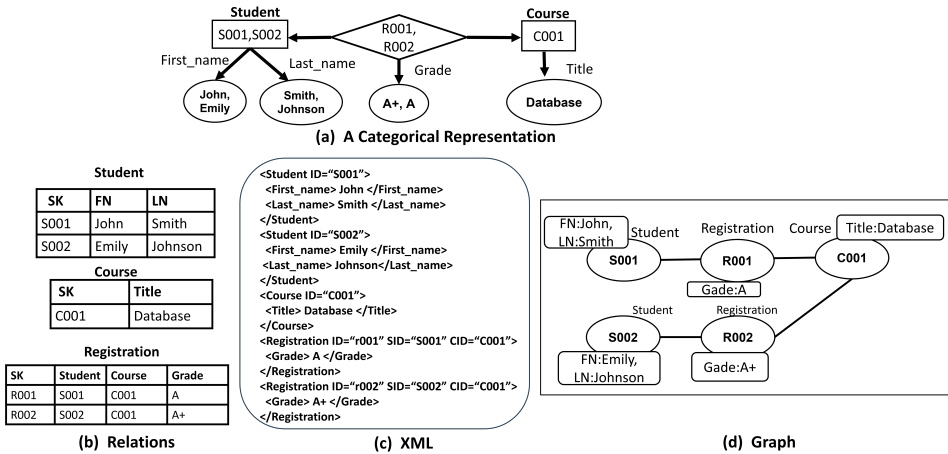 Student
Course
S001,S002
R001,
R002
C001
First_name
Last_name
Grade
Title
John,
Emily
Smith,
Johnson
A+, A
Database
(a) A Categorical Representation
Student
SK FN LN
S001 John Smith
S002 Emily Johnson
Course
SK Title
C001 Database
Registration
SK Student Course Grade
R001 S001 C001 A
R002 S002 C001 A+
(b) Relations
<Student ID=“S001”>
<First_name> John </First_name>
<Last_name> Smith </Last_name>
</Student>
<Student ID=“S002”>
<First_name> Emily </First_name>
<Last_name> Johnson</Last_name>
</Student>
<Course ID=“C001”>
<Title> Database </Title>
</Course>
<Registration ID=“r001” SID=“S001” CID=“C001”>
<Grade> A </Grade>
</Registration>
<Registration ID=“r002” SID=“S002” CID=“C001”>
<Grade> A+ </Grade>
</Registration>
(c) XML
FN:John,
LN:Smith
Student
Registration
Course
Title:Database
S001
R001
C001
Gade:A
Student
Registration
S002
R002
FN:Emily,
LN:Johnson
Gade:A+
(d) Graph